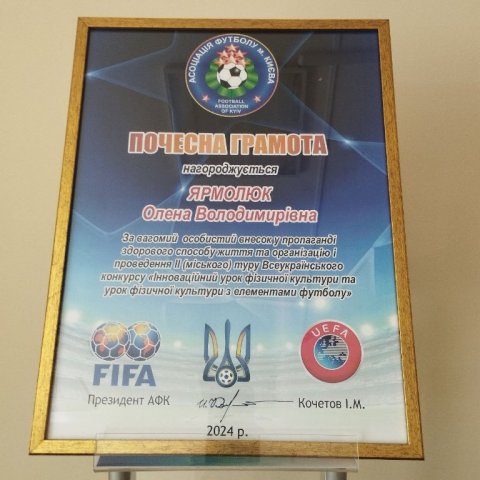 АСОЦІАЦІЯ ФУТБОЛУ м. КИЄВА
FOOTBALL
ASSOCIATION
OF KYIV
ПОЧЕСНА ГРАМОТА
нагороджується
ЯРМОЛЮК
Олена Володимирівна
За вагомий особистий внесок у пропаганді
здорового способу життя та організацію і
проведення ІІ (міського) туру Всеукраїнського
конкурсу «Інноваційний урок фізичної культури та
урок фізичної культури з елементами футболу»
FIFA
UEFA
Президент АФК
Кочетов І.М.
2024 р.